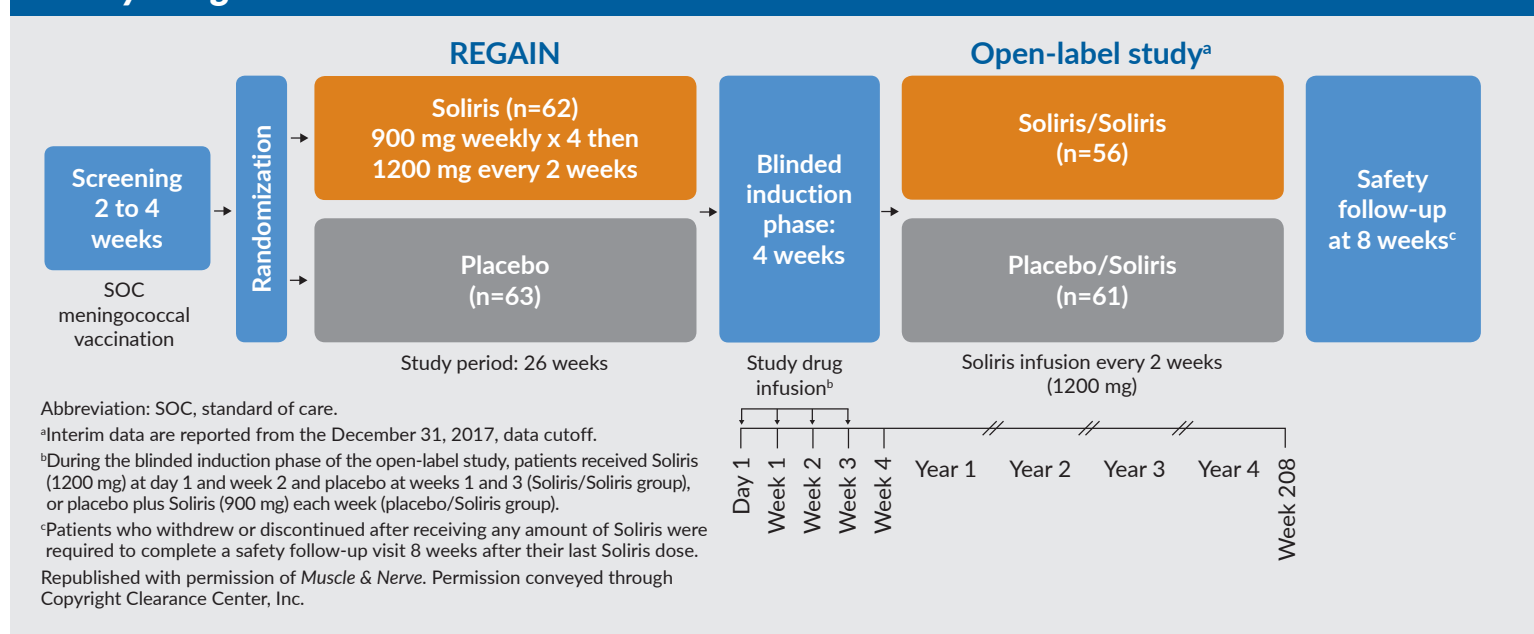 REGAIN
Open-label studyᵃ
Screening
2 to 4
weeks
SOC
meningococcal
vaccination
Randomization
Soliris (n=62)
900 mg weekly x 4 then
1200 mg every 2 weeks
Placebo
(n=63)
Study period: 26 weeks
Blinded
induction
phase:
4 weeks
Study drug
infusionᵇ
Soliris/Soliris
(n=56)
Placebo/Soliris
(n=61)
Soliris infusion every 2 weeks
(1200 mg)
Safety
follow-up
at 8 weeksᶜ
Day 1
Week 1
Week 2
Week 3
Week 4
Year 1
Year 2
Year 3
Year 4
Week 208
Abbreviation: SOC, standard of care.
ᵃInterim data are reported from the December 31, 2017, data cutoff.
ᵇDuring the blinded induction phase of the open-label study, patients received Soliris
(1200 mg) at day 1 and week 2 and placebo at weeks 1 and 3 (Soliris/Soliris group),
or placebo plus Soliris (900 mg) each week (placebo/Soliris group).
ᶜPatients who withdrew or discontinued after receiving any amount of Soliris were
required to complete a safety follow-up visit 8 weeks after their last Soliris dose.
Republished with permission of Muscle & Nerve. Permission conveyed through
Copyright Clearance Center, Inc.